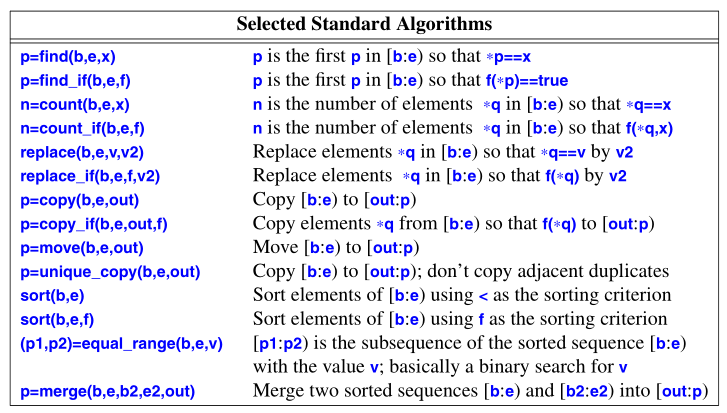 Selected Standard Algorithms
p=find(b,e,x) p is the first p in [b:e) so that ∗p==x
p=find_if(b,e,f) p is the first p in [b:e) so that f(∗p)==true
n=count(b,e,x) n is the number of elements ∗q in [b:e) so that ∗q==x
n=count_if(b,e,f) n is the number of elements ∗q in [b:e) so that f(∗q,x)
replace(b,e,v,v2) Replace elements ∗q in [b:e) so that ∗q==v by v2
replace_if(b,e,f,v2) Replace elements ∗q in [b:e) so that f(∗q) by v2
p=copy(b,e,out) Copy [b:e) to [out:p)
p=copy_if(b,e,out,f) Copy elements ∗q from [b:e) so that f(∗q) to [out:p)
p=move(b,e,out) Move [b:e) to [out:p)
p=unique_copy(b,e,out) Copy [b:e) to [out:p); don’t copy adjacent duplicates
sort(b,e) Sort elements of [b:e) using < as the sorting criterion
sort(b,e,f) Sort elements of [b:e) using f as the sorting criterion
(p1,p2)=equal_range(b,e,v) [p1:p2) is the subsequence of the sorted sequence [b:e)
with the value v; basically a binary search for v
p=merge(b,e,b2,e2,out) Merge two sorted sequences [b:e) and [b2:e2) into [out:p)